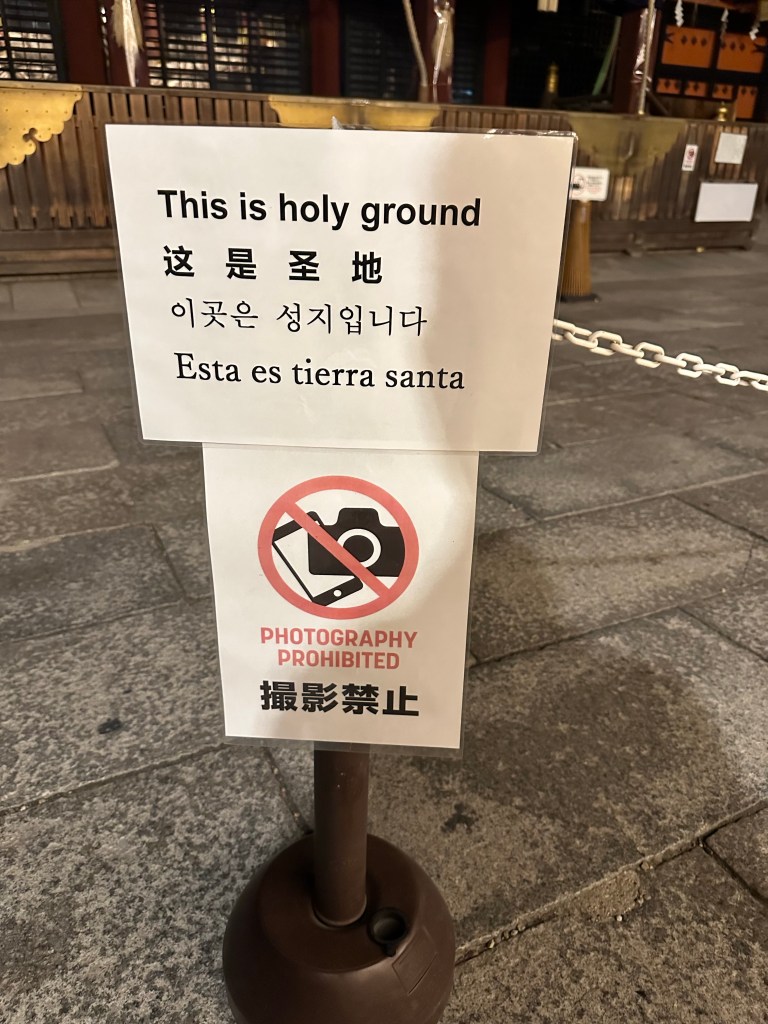 This is holy ground
这是圣地
이곳은 성지입니다
Esta es tierra santa
PHOTOGRAPHY
PROHIBITED
撮影禁止